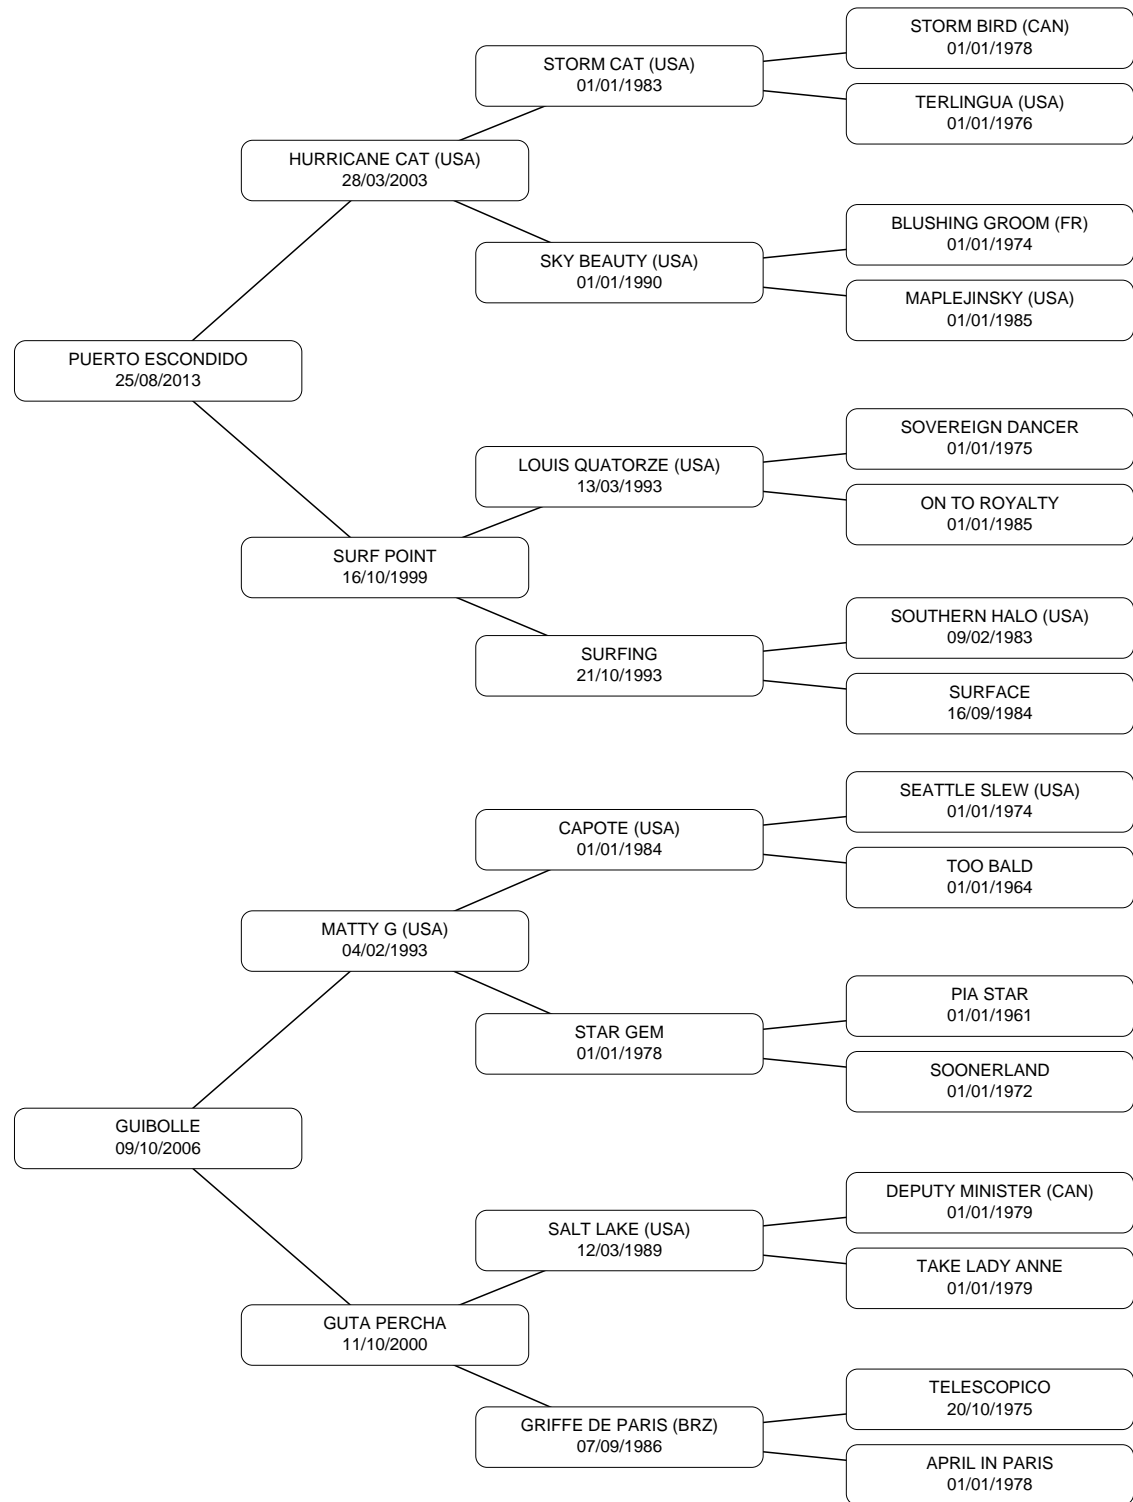 STORM BIRD (CAN)
01/01/1978
STORM CAT (USA)
01/01/1983
TERLINGUA (USA)
01/01/1976
HURRICANE CAT (USA)
28/03/2003
BLUSHING GROOM (FR)
01/01/1974
SKY BEAUTY (USA)
01/01/1990
MAPLEJINSKY (USA)
01/01/1985
PUERTO ESCONDIDO
25/08/2013
SOVEREIGN DANCER
01/01/1975
LOUIS QUATORZE (USA)
13/03/1993
ON TO ROYALTY
01/01/1985
SURF POINT
16/10/1999
SOUTHERN HALO (USA)
09/02/1983
SURFING
21/10/1993
SURFACE
16/09/1984
SEATTLE SLEW (USA)
01/01/1974
CAPOTE (USA)
01/01/1984
TOO BALD
01/01/1964
MATTY G (USA)
04/02/1993
PIA STAR
01/01/1961
STAR GEM
01/01/1978
SOONERLAND
01/01/1972
GUIBOLLE
09/10/2006
DEPUTY MINISTER (CAN)
01/01/1979
SALT LAKE (USA)
12/03/1989
TAKE LADY ANNE
01/01/1979
GUTA PERCHA
11/10/2000
TELESCOPICO
20/10/1975
GRIFFE DE PARIS (BRZ)
07/09/1986
APRIL IN PARIS
01/01/1978